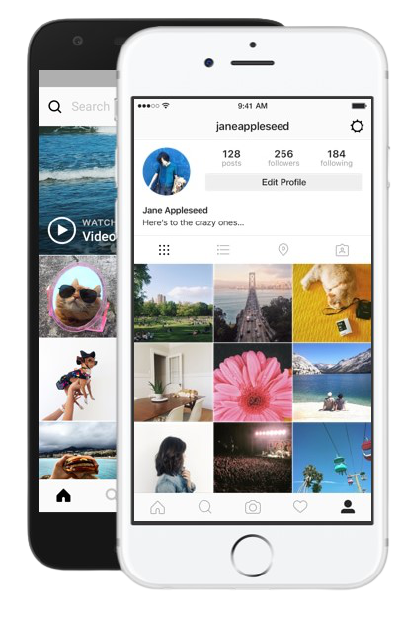 Search
WATCH
Video
9:41 AM
janeappleseed
128
256
184
posts
followers
following
Edit Profile
Jane Appleseed
Here's to the crazy ones...